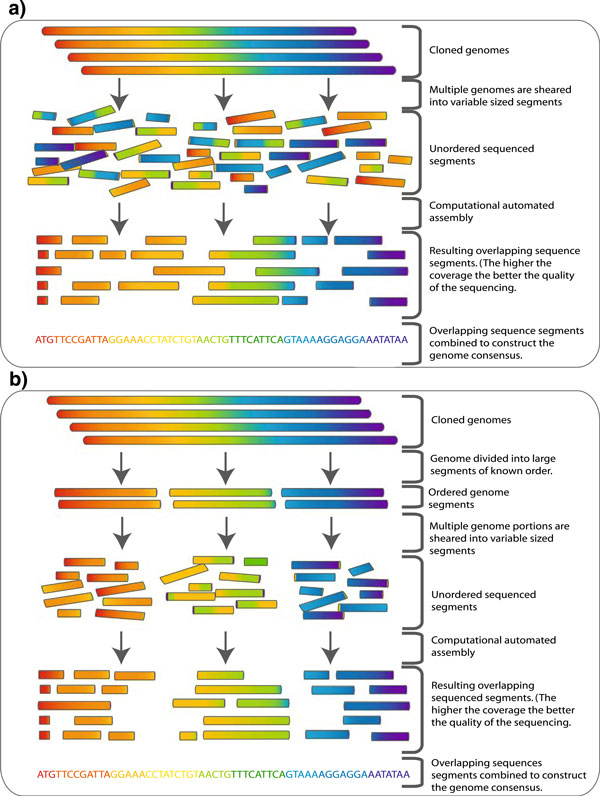 a)
Cloned genomes
Multiple genomes are sheared
into variable sized segments
Unordered sequenced
segments
Computational automated
assembly
Resulting overlapping sequence
segments. (The higher the
coverage the better the quality
of the sequencing.
ATGTTCCGATTAGGAAACCTATCTGTAACTGTTTCATTCAGTAAAAGGAGGAAATATAA
Overlapping sequence segments
combined to construct the
genome consensus.
b)
Cloned genomes
Genome divided into large
segments of known order.
Ordered genome
segments
Multiple genome portions are
sheared into variable sized
segments
Unordered sequenced
segments
Computational automated
assembly
Resulting overlapping
sequenced segments. (The
higher the coverage the better
the quality of the sequencing.
ATGTTCCGATTAGGAAACCTATCTGTAACTGTTTCATTCAGTAAAAGGAGGAAATATAA
Overlapping sequences
segments combined to construct
the genome consensus.